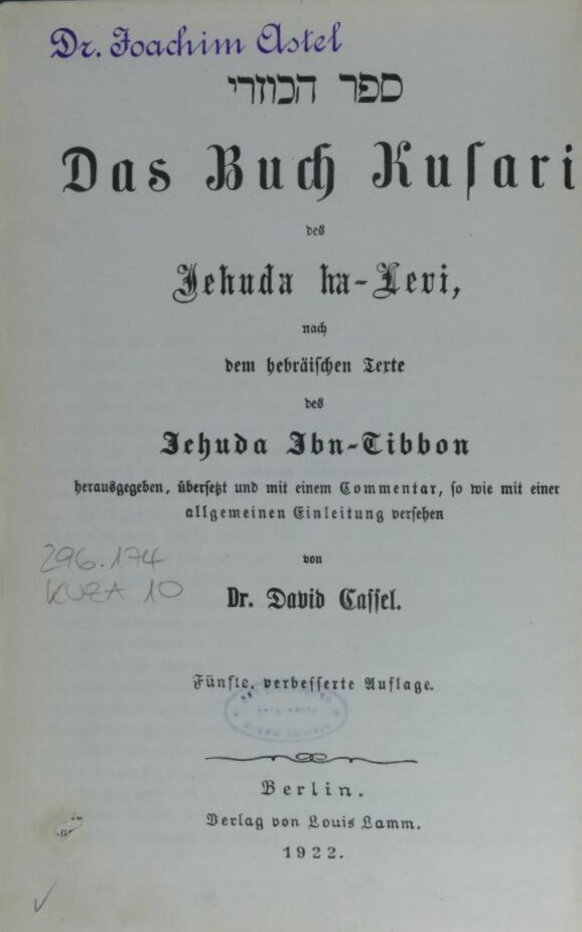 Dr. Joachim Astel
ספר הכוזרי
Das Buch Kuſari
des
Jehuda ha-Levi,
nach
dem hebräiſchen Texte
des
Jehuda Ibn-Tibbon
herausgegeben, überſetzt und mit einem Commentar, ſo wie mit einer
allgemeinen Einleitung verſehen
von
296.174
KUZA 10
Dr. David Caſſel.
Fünfte, verbeſſerte Auflage.
Berlin.
Verlag von Louis Lamm.
1922.